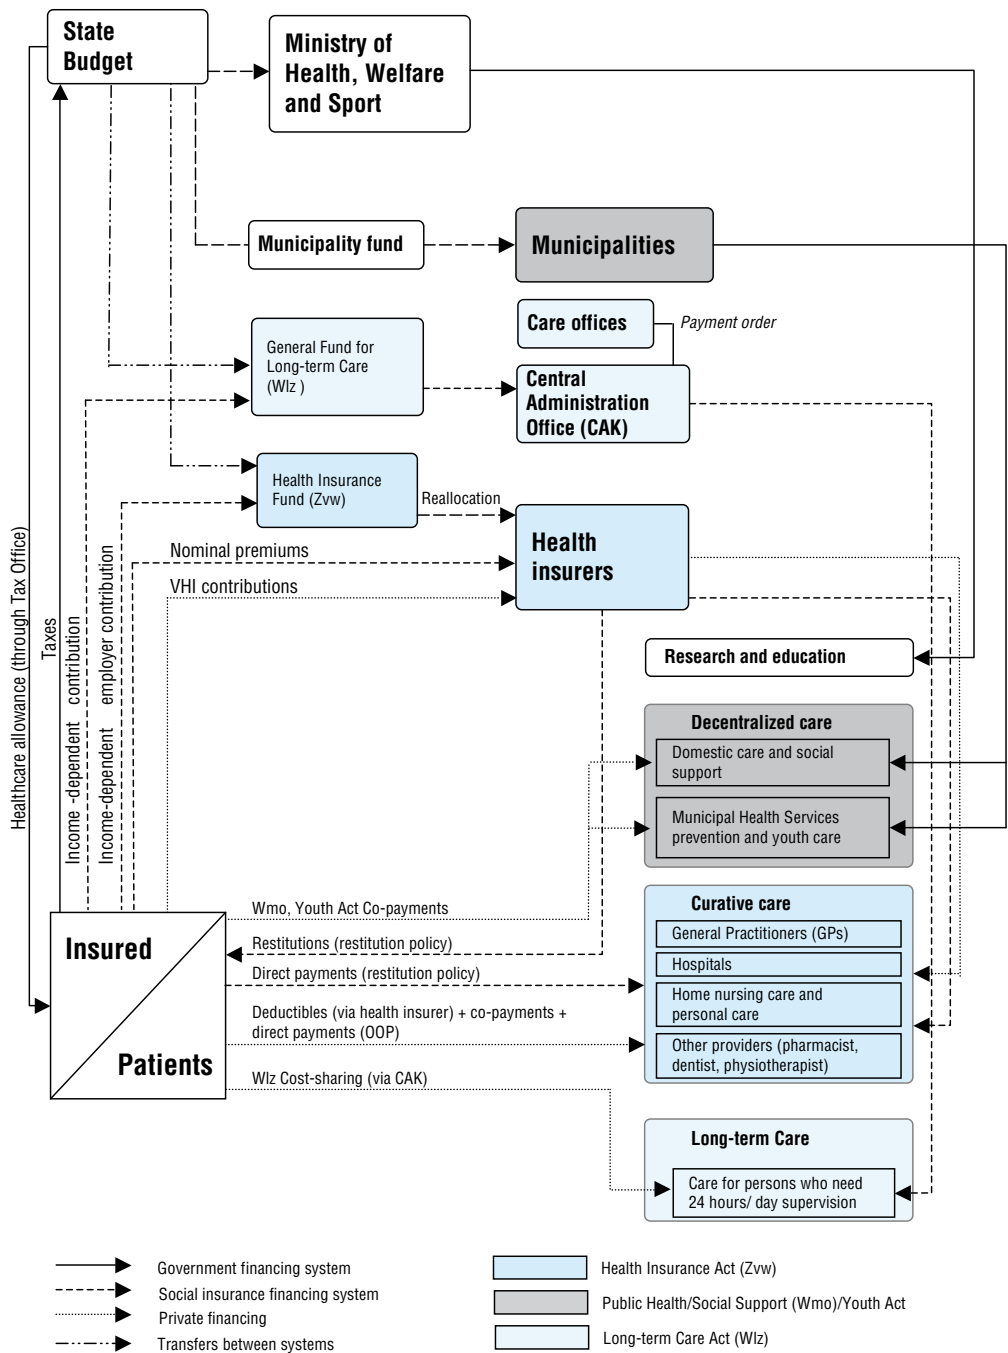 State
Budget
Ministry of
Health, Welfare
and Sport
Municipality fund
Municipalities
Care offices
Payment order
General Fund for
Long-term Care
(Wlz )
Central
Administration
Office (CAK)
Health Insurance
Fund (Zvw)
Reallocation
Health
insurers
Nominal premiums
VHI contributions
Healthcare allowance (through Tax Office)
Taxes
Income -dependent contribution
Income-dependent employer contribution
Research and education
Decentralized care
Domestic care and social
support
Municipal Health Services
prevention and youth care
Insured
Patients
Wmo, Youth Act Co-payments
Restitutions (restitution policy)
Direct payments (restitution policy)
Deductibles (via health insurer) + co-payments +
direct payments (OOP)
Wlz Cost-sharing (via CAK)
Curative care
General Practitioners (GPs)
Hospitals
Home nursing care and
personal care
Other providers (pharmacist,
dentist, physiotherapist)
Long-term Care
Care for persons who need
24 hours/ day supervision
Government financing system
Social insurance financing system
Private financing
Transfers between systems
Health Insurance Act (Zvw)
Public Health/Social Support (Wmo)/Youth Act
Long-term Care Act (Wlz)